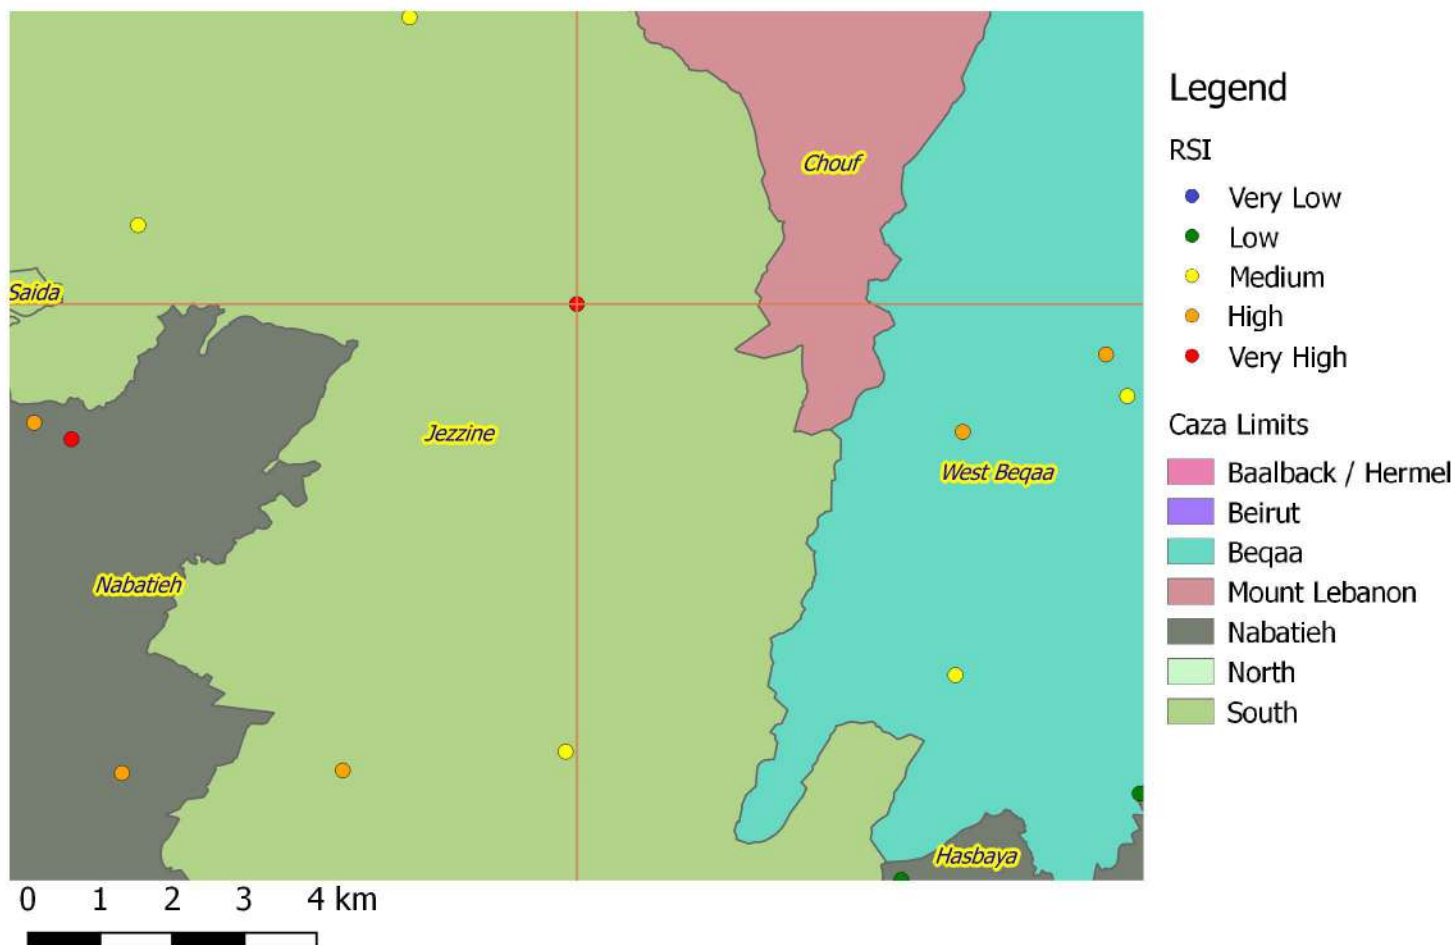 Chouf
Saida
Jezzine
West Beqaa
Nabatieh
Hasbaya
0 1 2 3 4 km
Legend
RSI
Very Low
Low
Medium
High
Very High
Caza Limits
Baalback / Hermel
Beirut
Beqaa
Mount Lebanon
Nabatieh
North
South